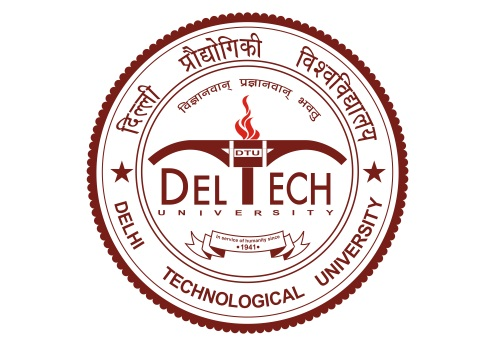 दिल्ली प्रौद्योगिकी विश्वविद्यालय
विज्ञानवान् प्रज्ञानवान् भवतु
DTU
DELTECH
UNIVERSITY
In service of humanity since
•1941•
DELHI TECHNOLOGICAL UNIVERSITY